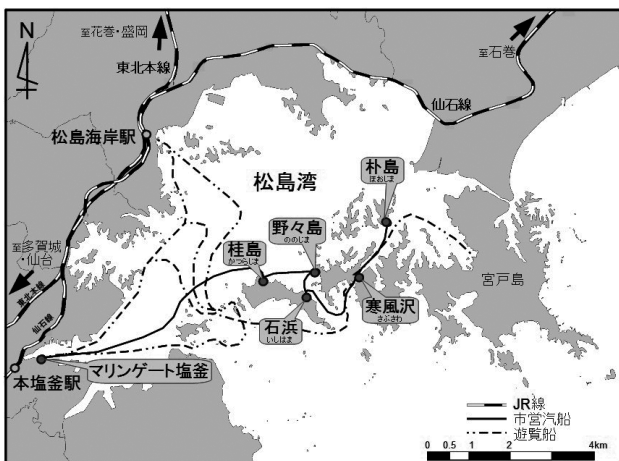 N
至花巻・盛岡
東北本線
至石巻
仙石線
松島海岸駅
松島湾
朴島
ほおじま
野々島
ののじま
桂島
かつらじま
至多賀城
・仙台
宮戸島
東北本線
仙石線
石浜
いしはま
寒風沢
さぶさわ
マリンゲート塩釜
本塩釜駅
JR線
市営汽船
遊覧船
0 0.5 1 2 4km